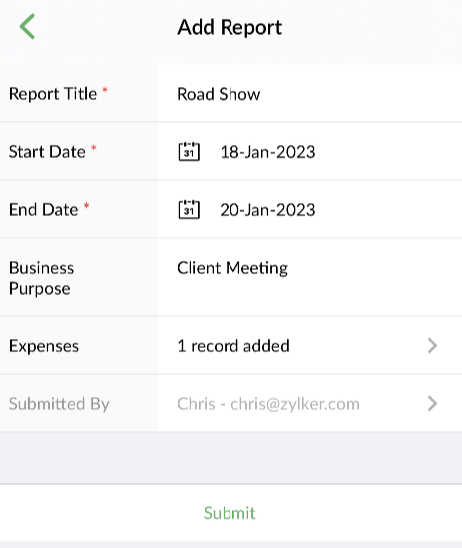 Add Report
Report Title *
Road Show
Start Date *
31
18-Jan-2023
End Date *
31
20-Jan-2023
Business
Purpose
Client Meeting
Expenses
1 record added
Submitted By
Chris - chris@zylker.com
Submit